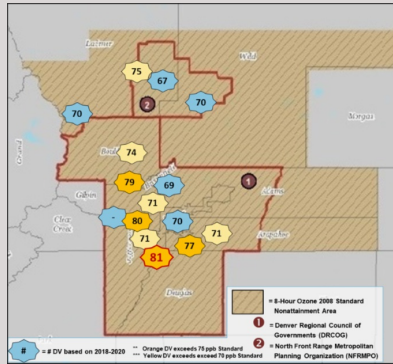 Larimer
Weld
75
67
2
70
70
Morgan
Grand
74
79
69
1
Adams
Gilpin
71
Clear
Creek
-
80
70
71
71
Arapahoe
77
81
Douglas
= 8-Hour Ozone 2008 Standard
Nonattainment Area
1 = Denver Regional Council of
Governments (DRCOG)
2 = North Front Range Metropolitan
Planning Organization (NFRMPO)
# = # DV based on 2018-2020
** Orange DV exceeds 75 ppb Standard
*** Yellow DV exceeds exceed 70 ppb Standard